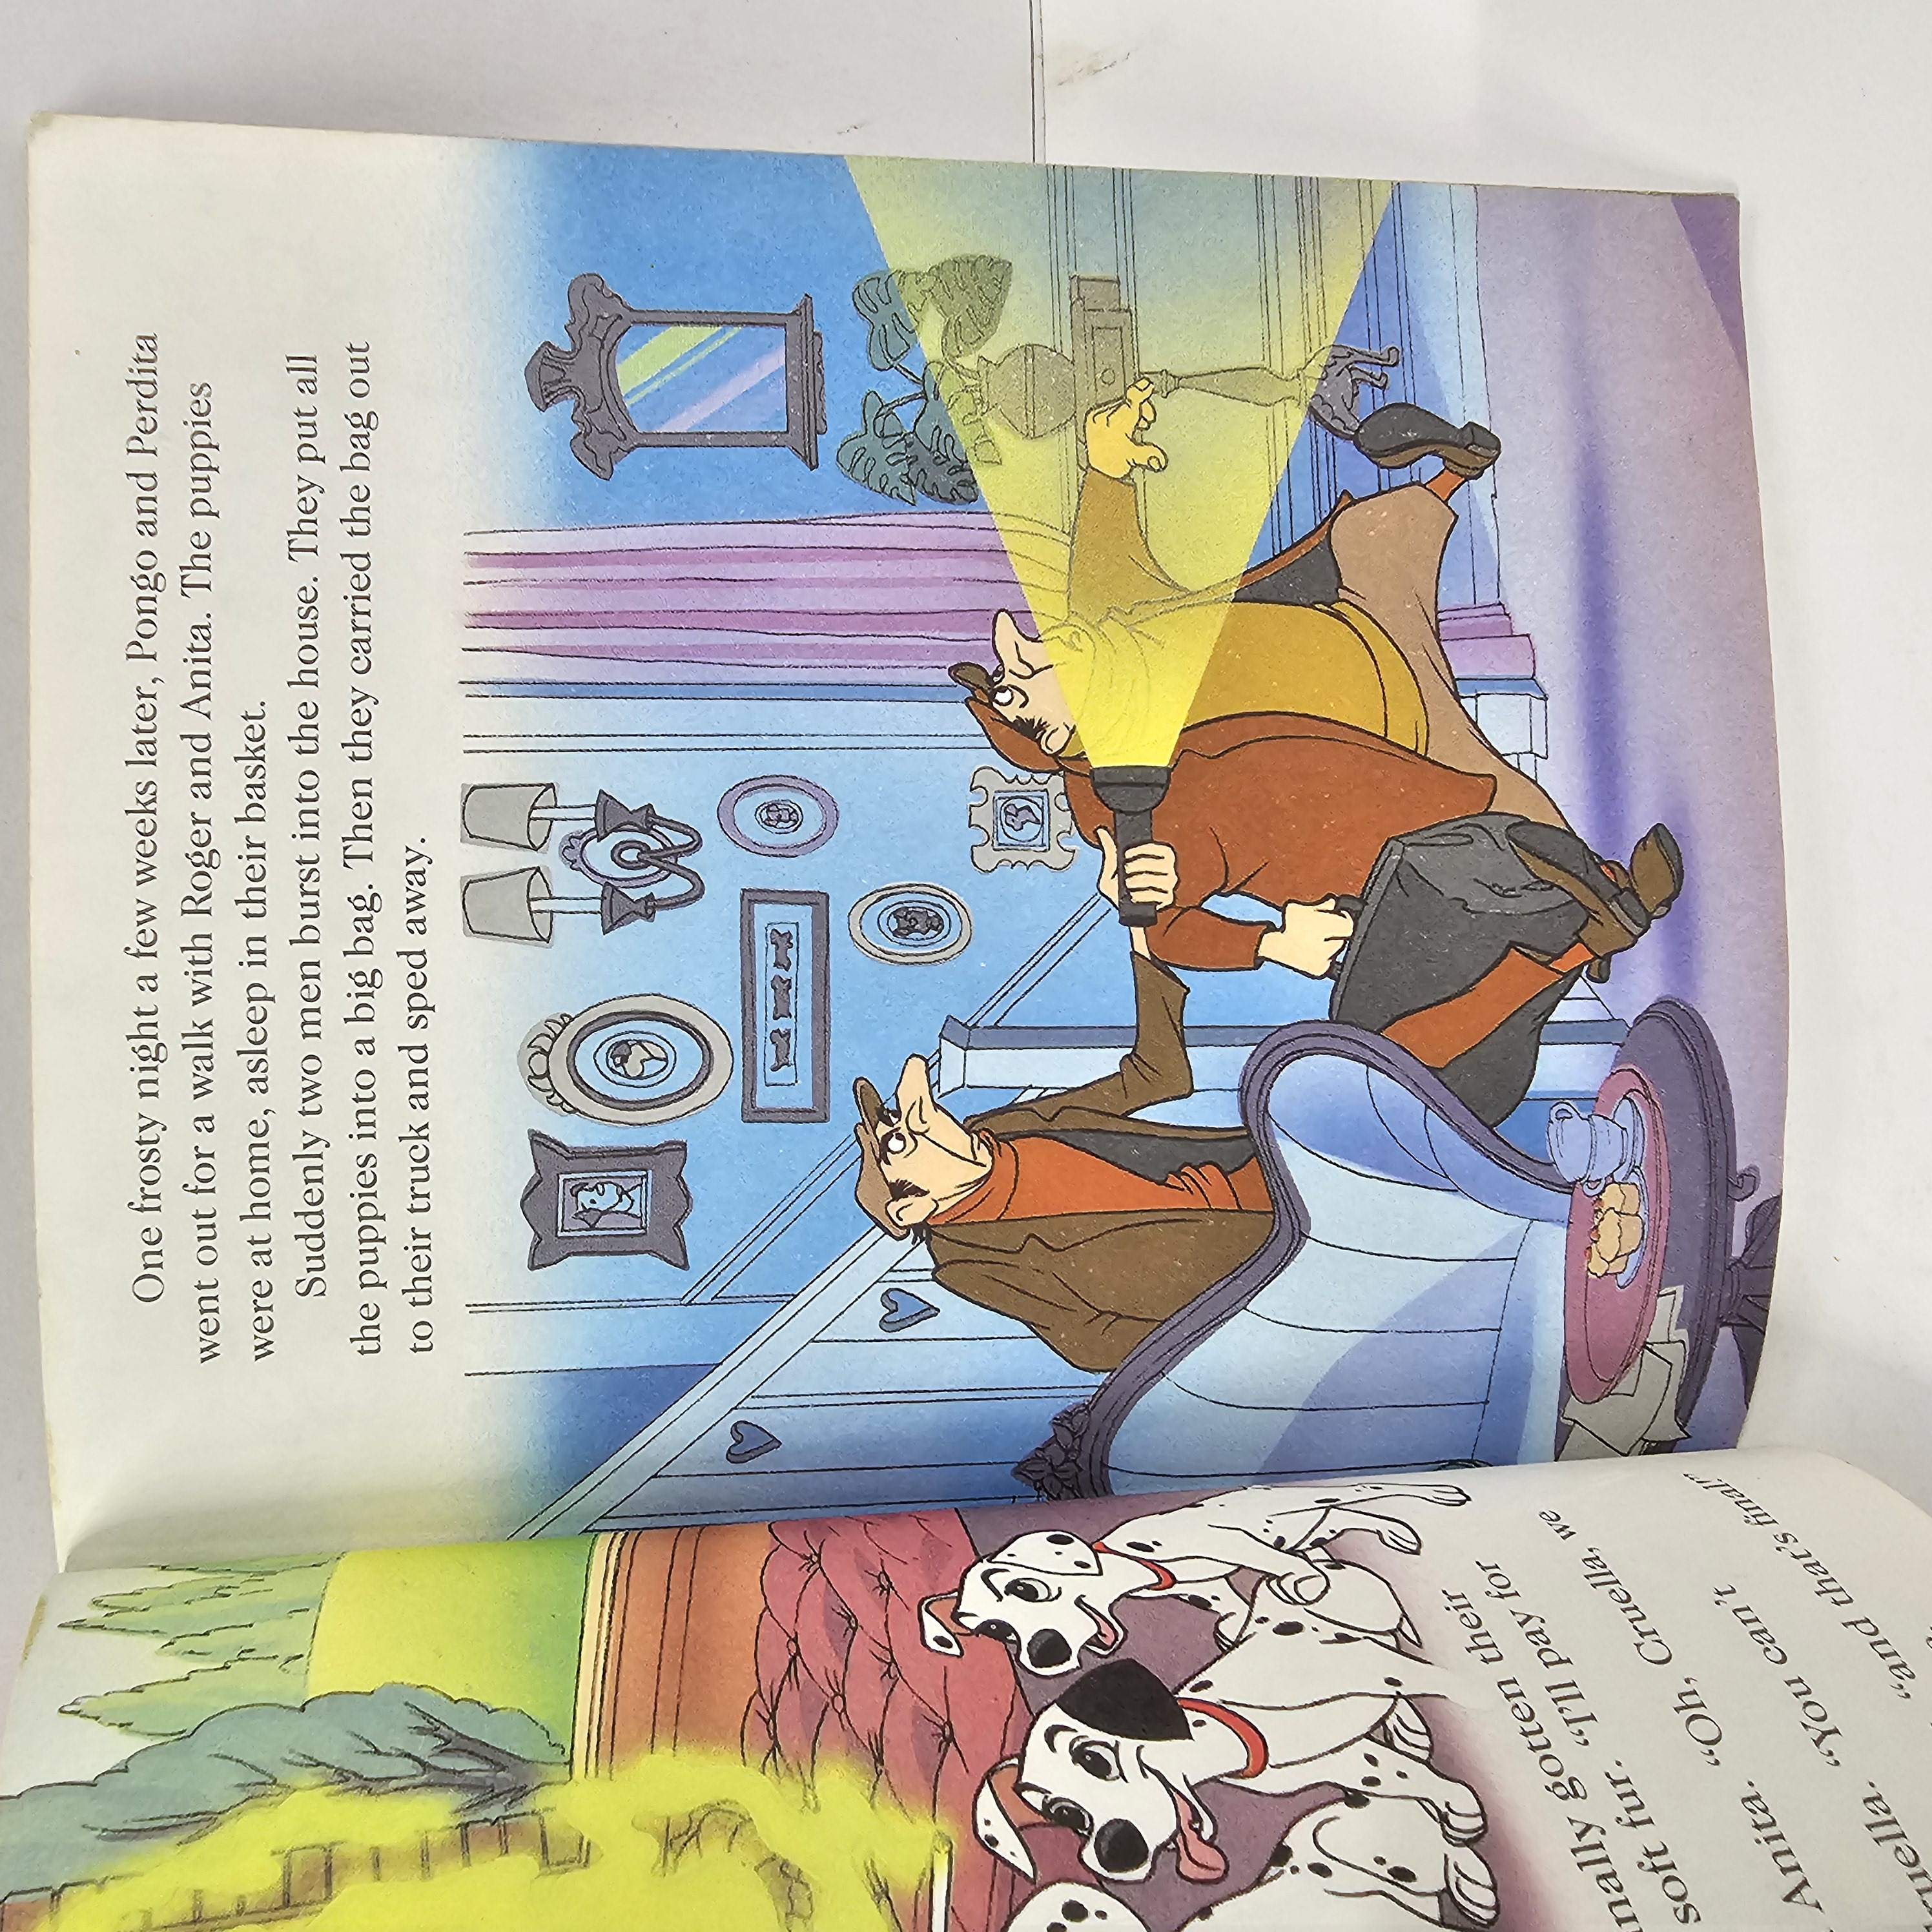 nally gotten their
soft fur. “I’ll pay for
Anita. “Oh, Cruella, we
ruella. “You can’t
“and that’s final!”
One frosty night a few weeks later, Pongo and Perdita
went out for a walk with Roger and Anita. The puppies
were at home, asleep in their basket.
Suddenly two men burst into the house. They put all
the puppies into a big bag. Then they carried the bag out
to their truck and sped away.